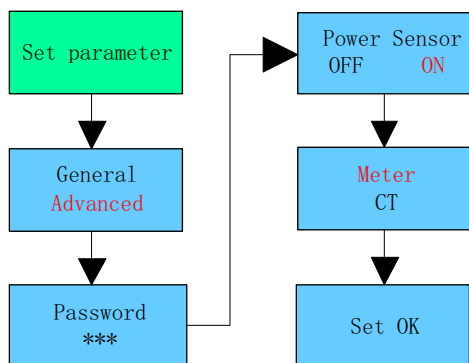 Set parameter
General
Advanced
Password
***
Power Sensor
OFF ON
Meter
CT
Set OK